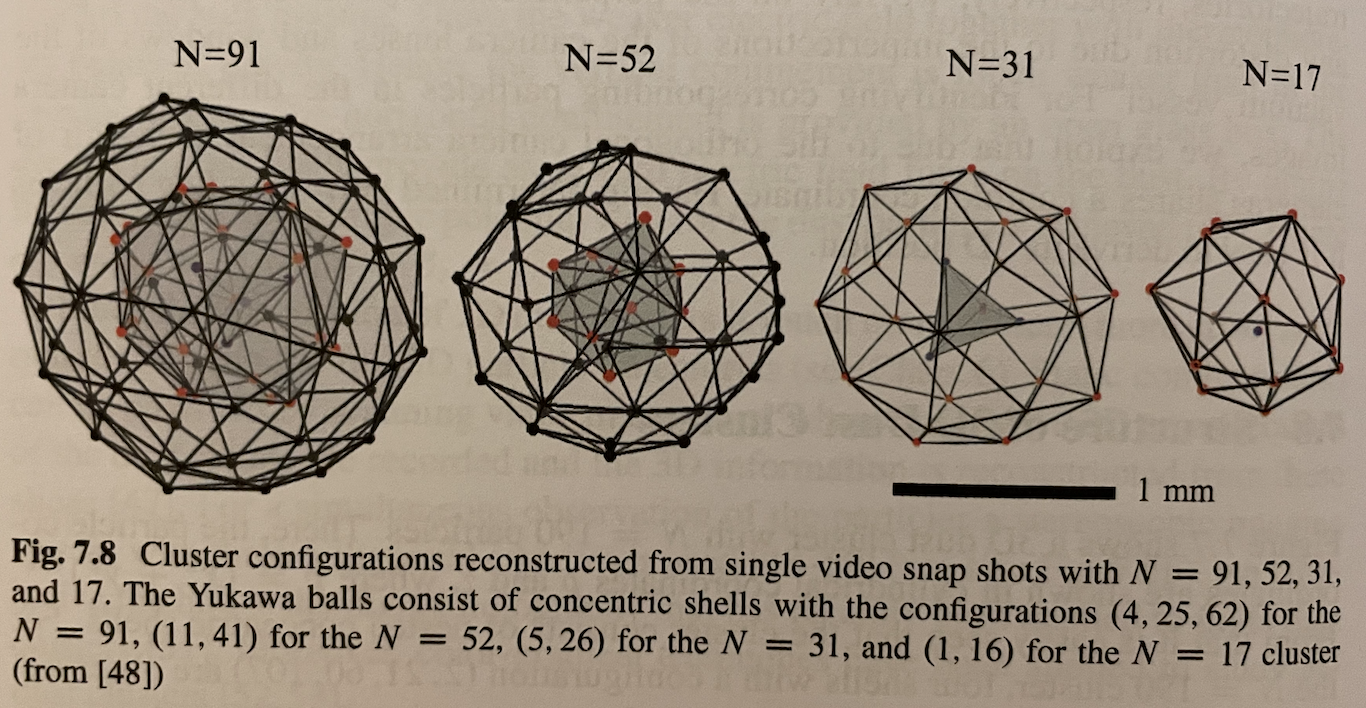 N=91
N=52
N=31
N=17
1 mm
Fig. 7.8 Cluster configurations reconstructed from single video snap shots with N = 91, 52, 31,
and 17. The Yukawa balls consist of concentric shells with the configurations (4, 25, 62) for the
N = 91, (11, 41) for the N = 52, (5, 26) for the N = 31, and (1, 16) for the N = 17 cluster
(from [48])